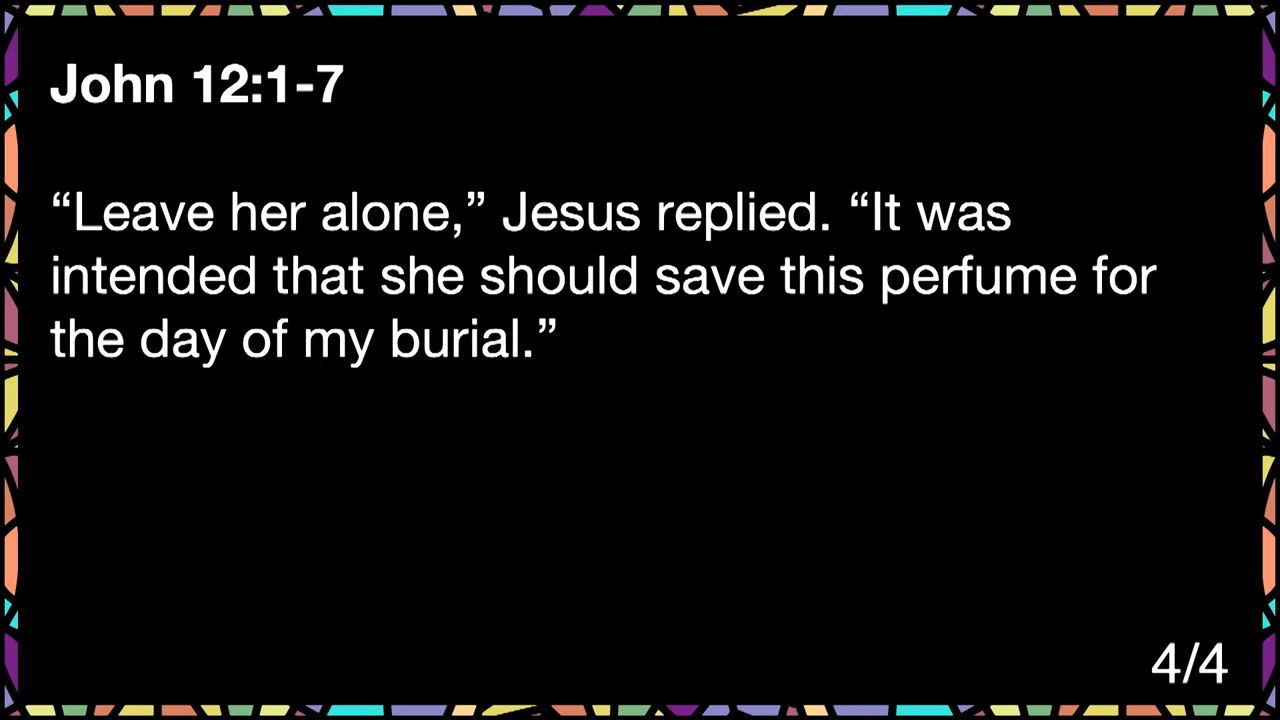 John 12:1-7
“Leave her alone,” Jesus replied. “It was
intended that she should save this perfume for
the day of my burial.”
4/4